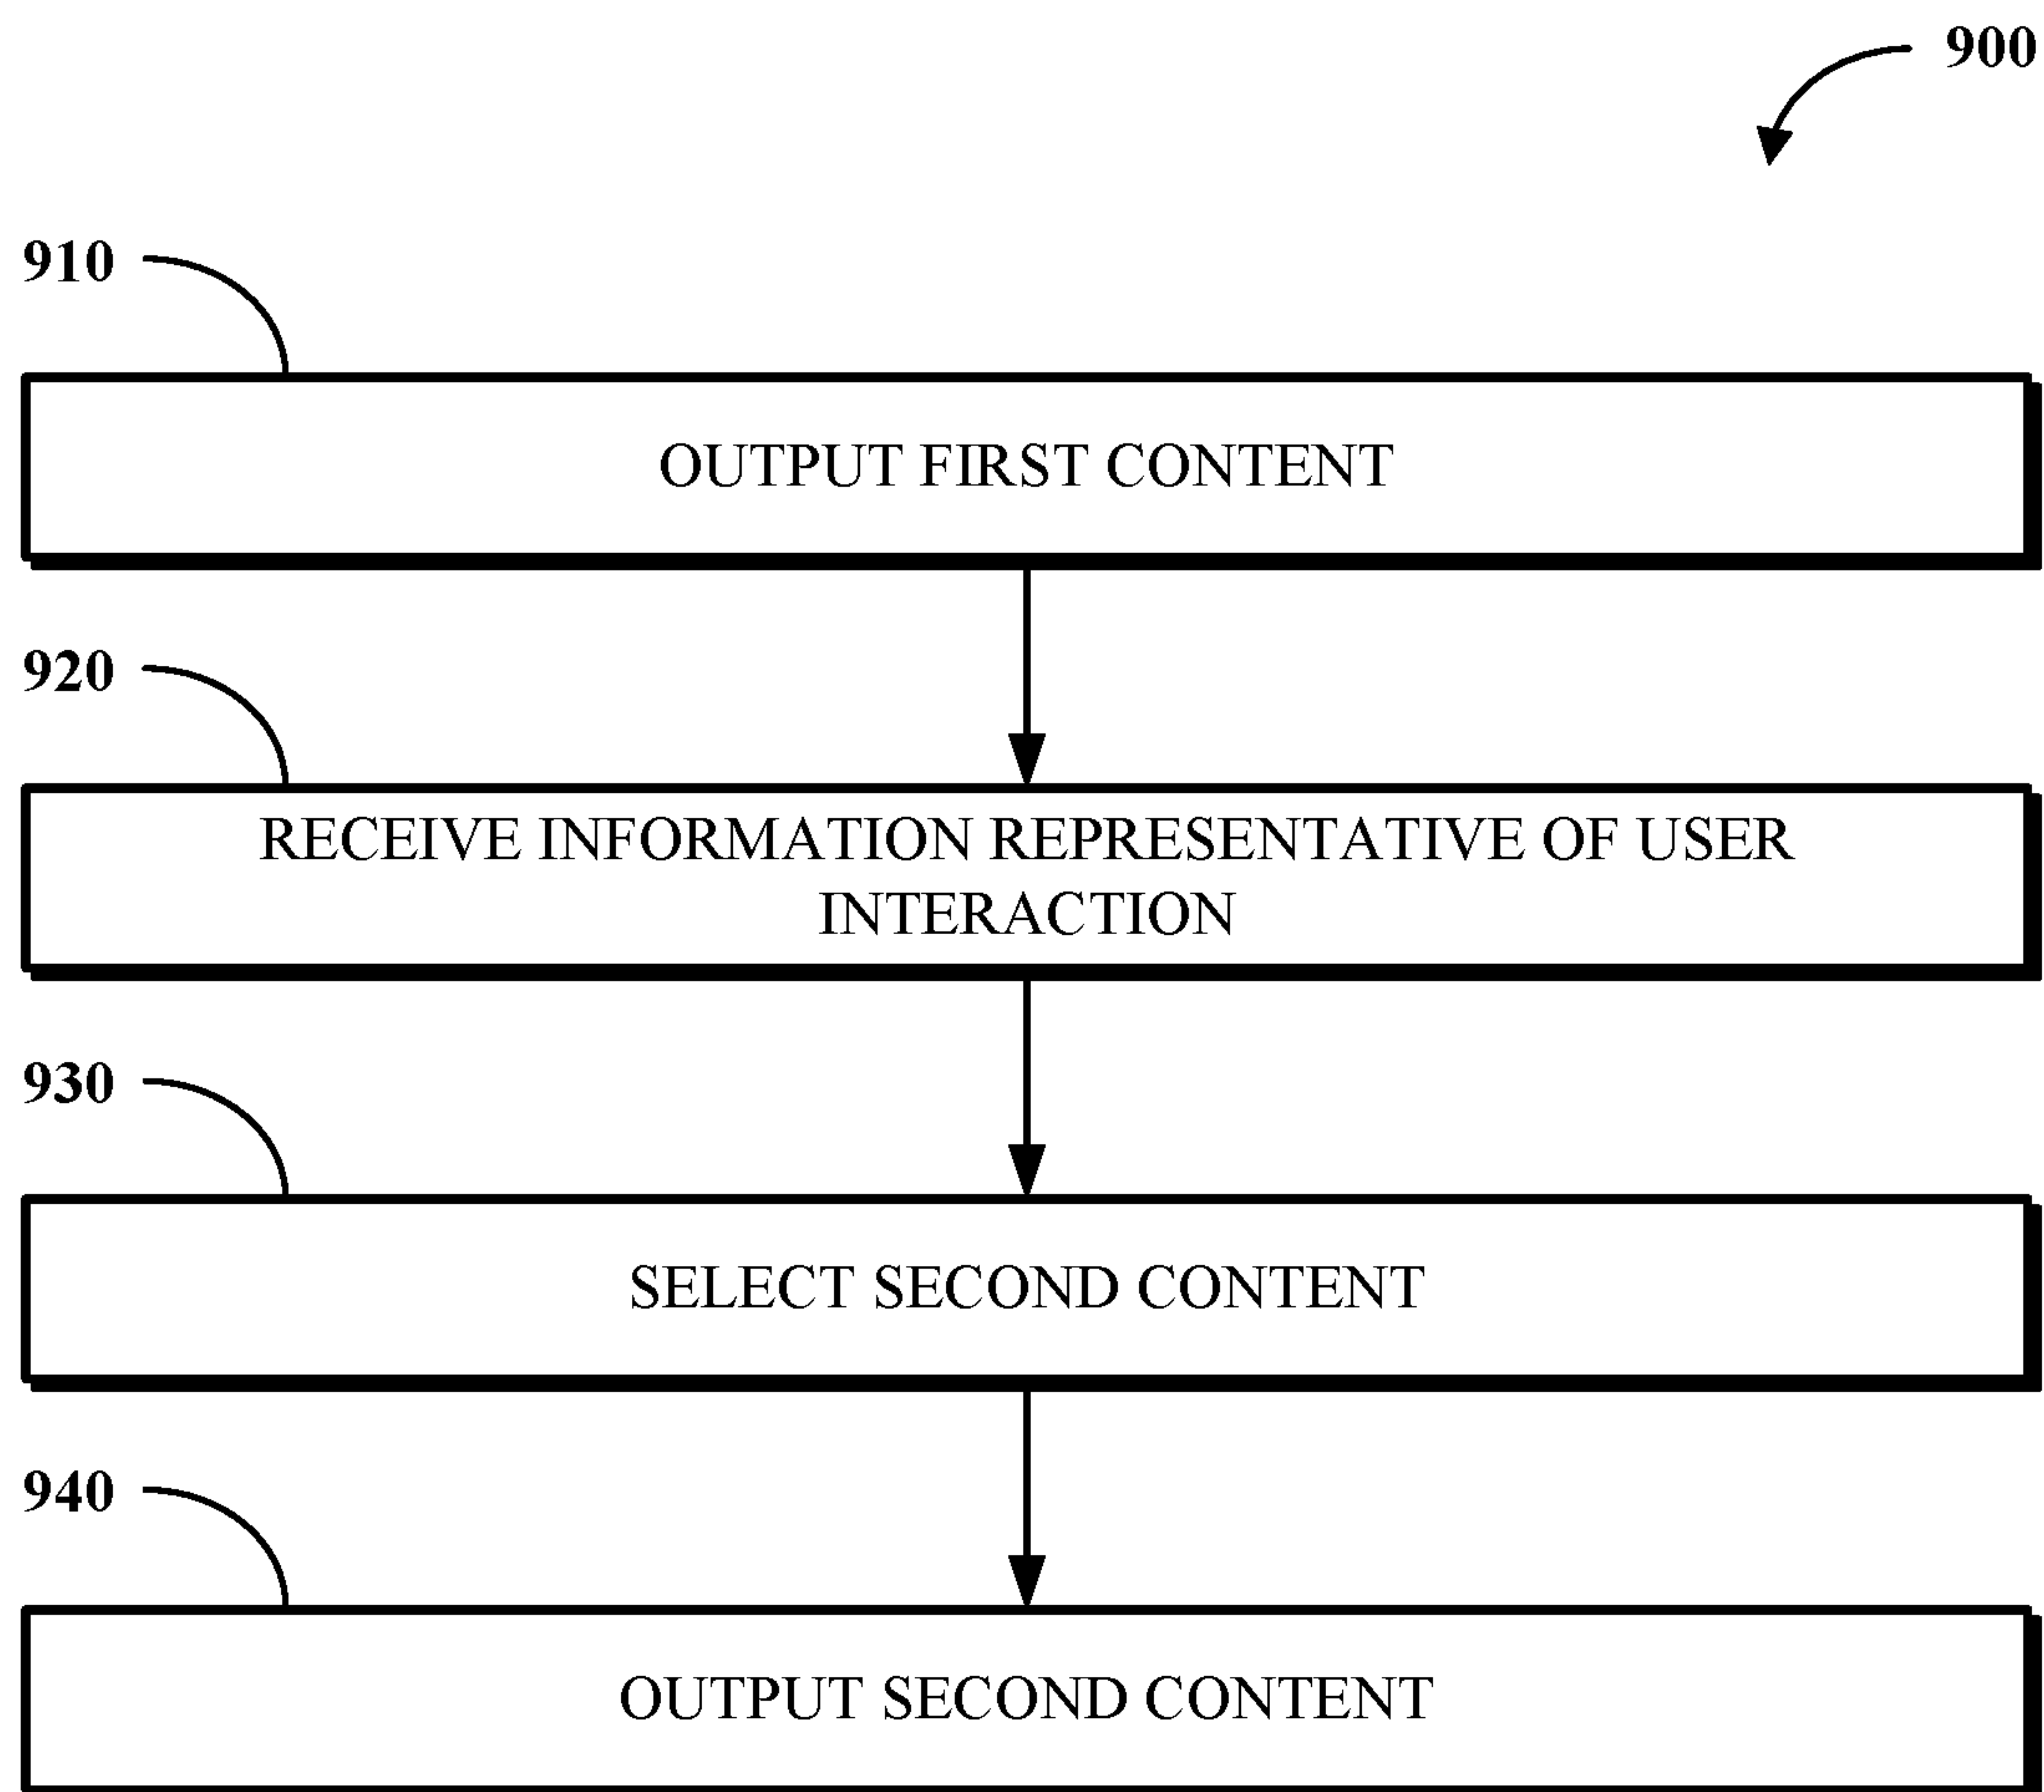 900
910
OUTPUT FIRST CONTENT
920
RECEIVE INFORMATION REPRESENTATIVE OF USER
INTERACTION
930
SELECT SECOND CONTENT
940
OUTPUT SECOND CONTENT